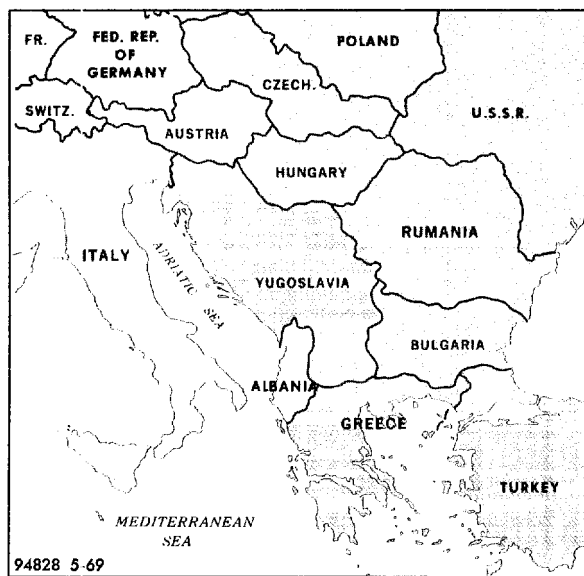 FR.
FED. REP.
OF
GERMANY
POLAND
CZECH.
U.S.S.R.
SWITZ.
AUSTRIA
HUNGARY
RUMANIA
ITALY
ADRIATIC SEA
YUGOSLAVIA
BULGARIA
ALBANIA
GREECE
TURKEY
MEDITERRANEAN
SEA
94828 5-69